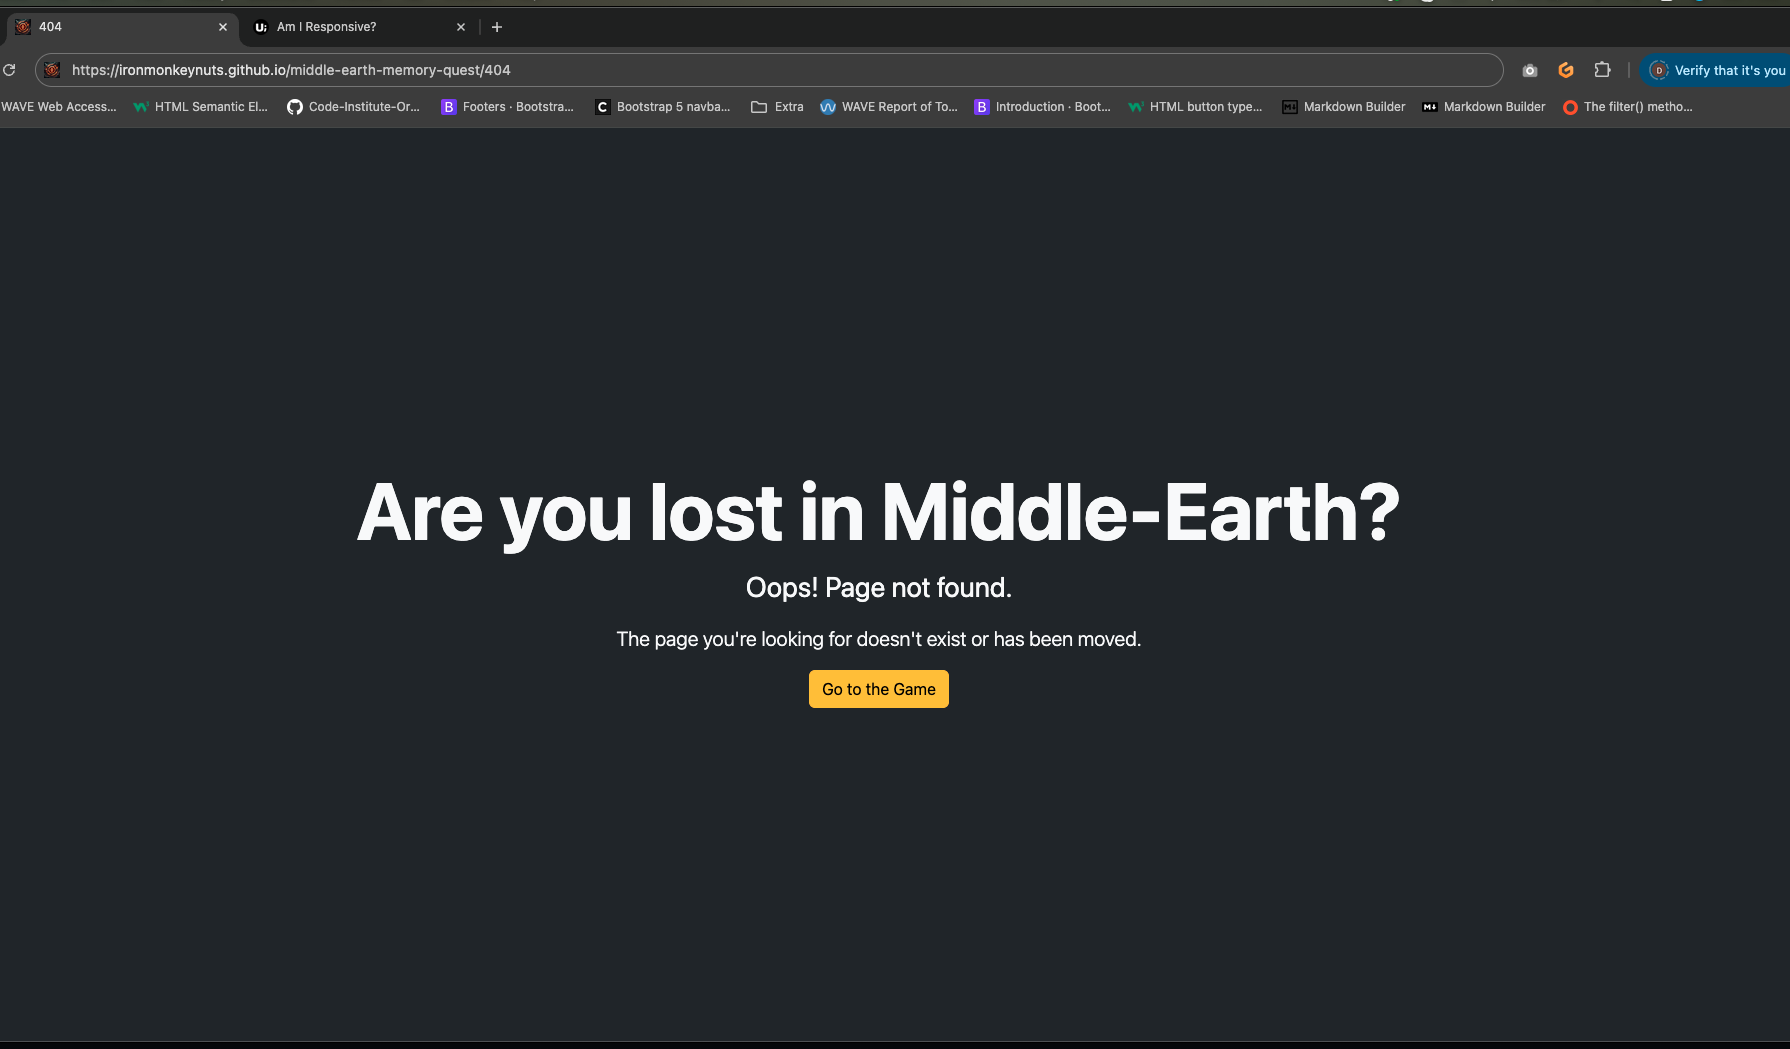 404
U; Am I Responsive?
https://ironmonkeynuts.github.io/middle-earth-memory-quest/404
D Verify that it's you
WAVE Web Access... HTML Semantic El... Code-Institute-Or... B Footers · Bootstra... C Bootstrap 5 navba... Extra WAVE Report of To... B Introduction · Boot... HTML button type... Markdown Builder Markdown Builder The filter() metho...
Are you lost in Middle-Earth?
Oops! Page not found.
The page you're looking for doesn't exist or has been moved.
Go to the Game